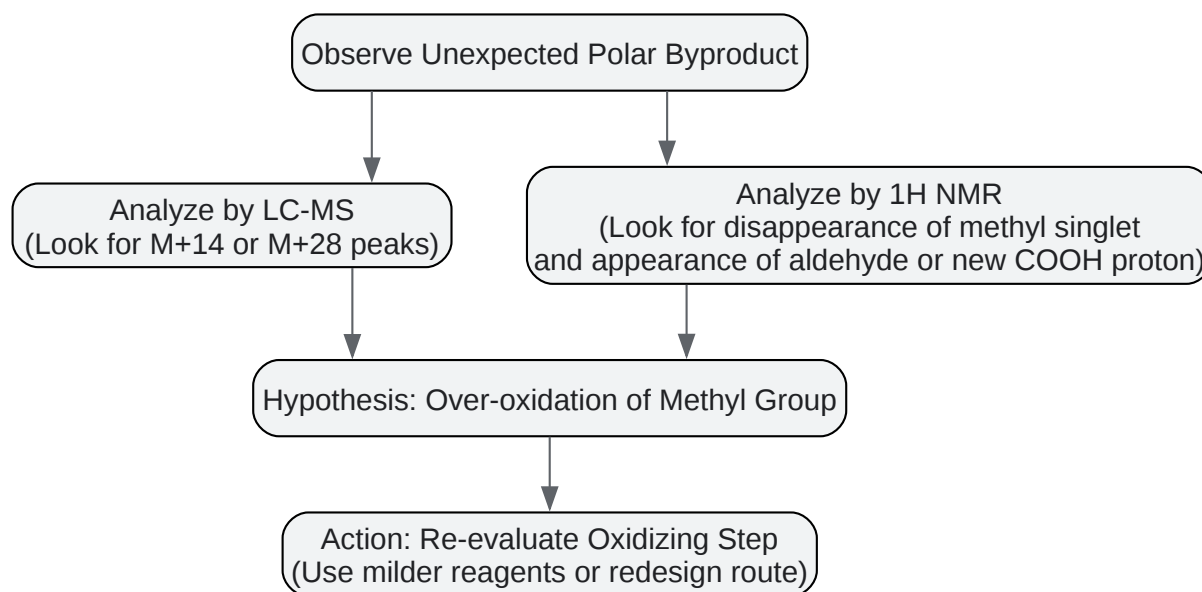 Observe Unexpected Polar Byproduct
Analyze by LC-MS
(Look for M+14 or M+28 peaks)
Analyze by 1H NMR
(Look for disappearance of methyl singlet
and appearance of aldehyde or new COOH proton)
Hypothesis: Over-oxidation of Methyl Group
Action: Re-evaluate Oxidizing Step
(Use milder reagents or redesign route)